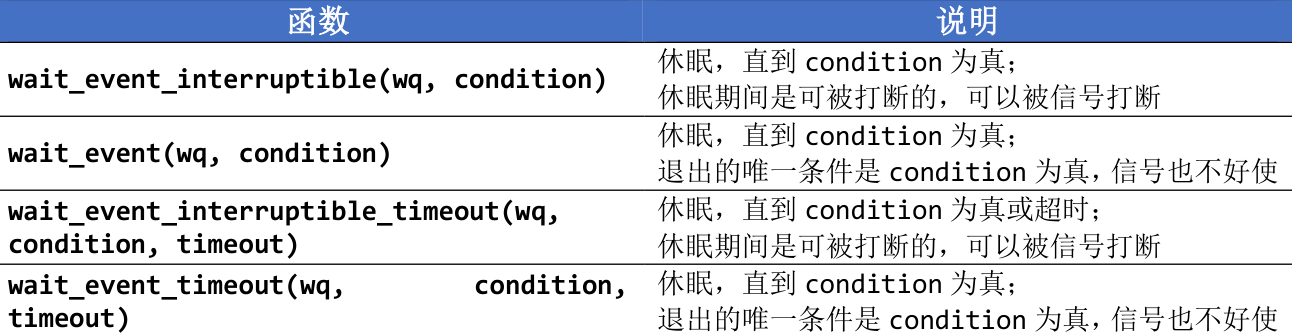 函数
说明
wait_event_interruptible(wq, condition)
休眠，直到 condition 为真；
休眠期间是可被打断的，可以被信号打断
wait_event(wq, condition)
休眠，直到 condition 为真；
退出的唯一条件是 condition 为真，信号也不好使
wait_event_interruptible_timeout(wq,
condition, timeout)
休眠，直到 condition 为真或超时；
休眠期间是可被打断的，可以被信号打断
wait_event_timeout(wq, condition,
timeout)
休眠，直到 condition 为真；
退出的唯一条件是 condition 为真，信号也不好使